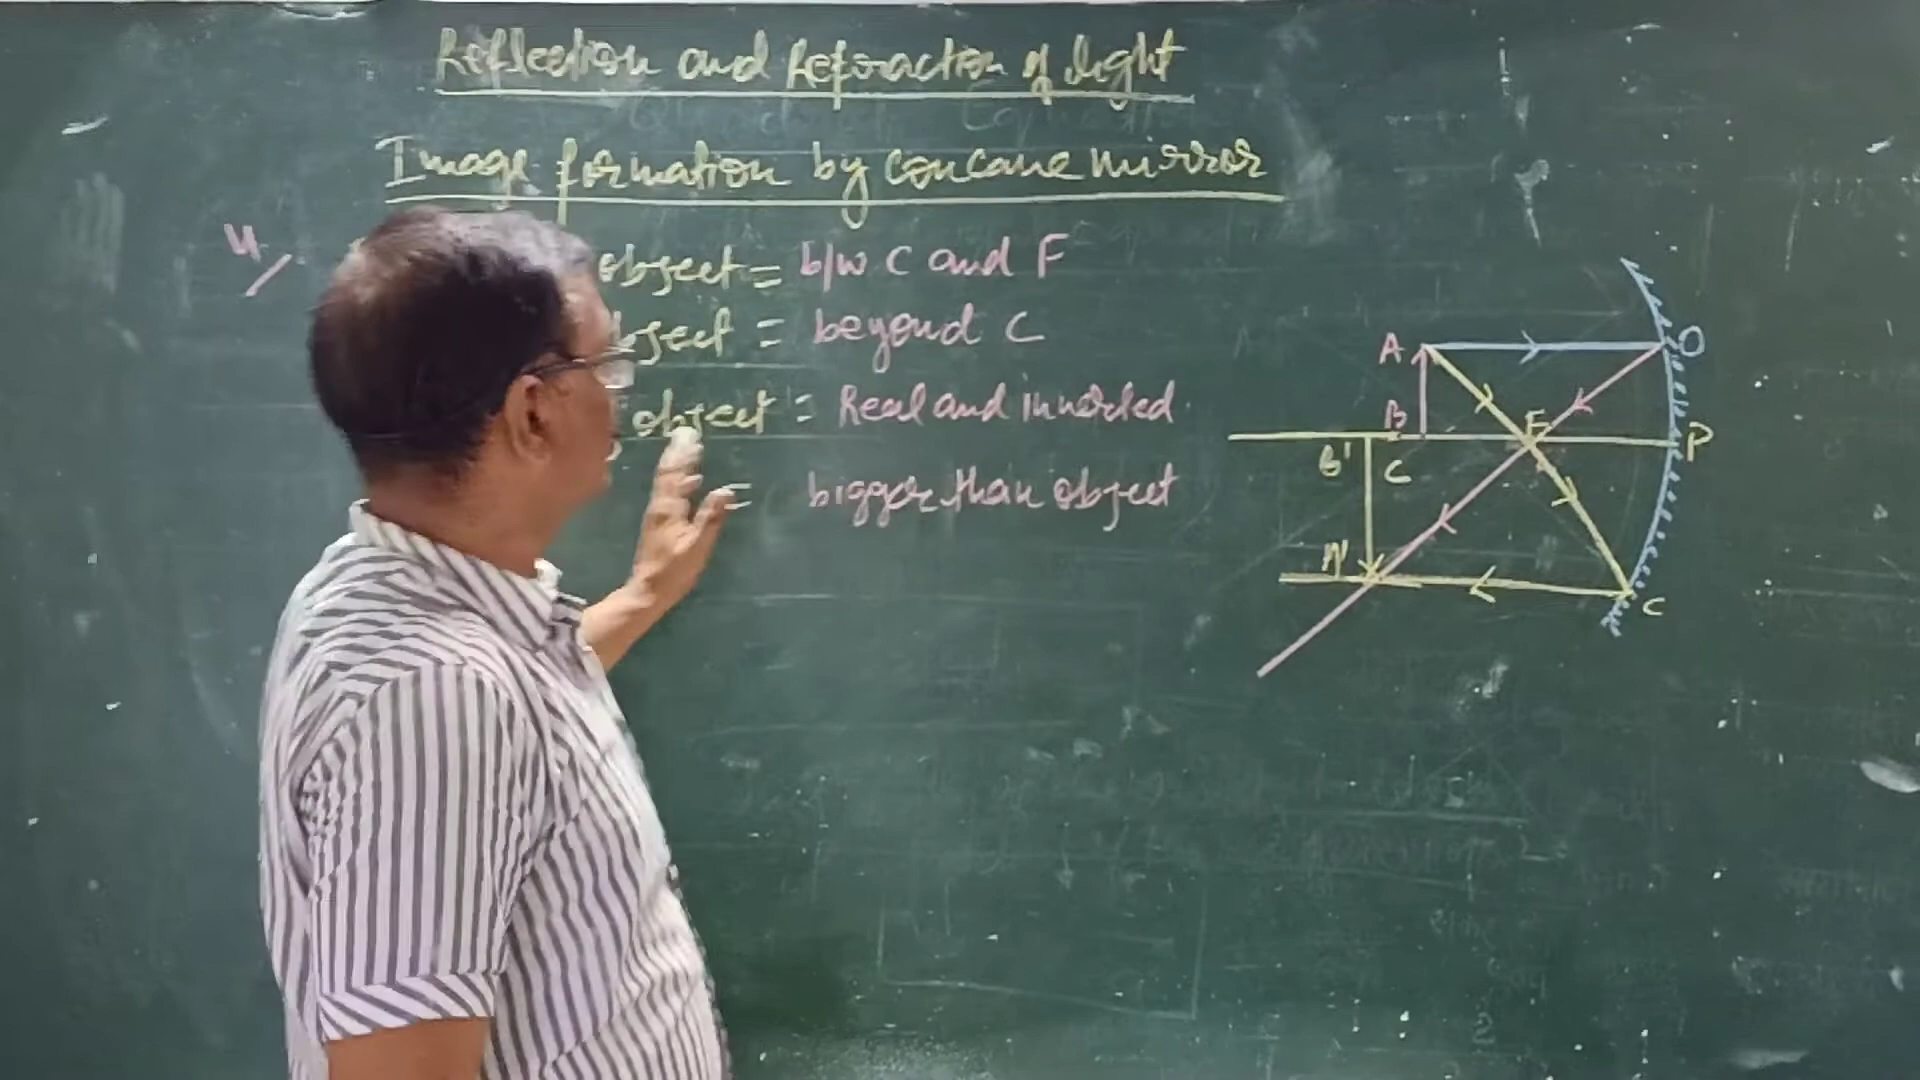 Reflection and Refraction of light
Image formation by concave mirror
4/
object = b/w C and F
object = beyond C
object = Real and inverted
= bigger than object
A
O
B
F
P
B'
C
A'
C